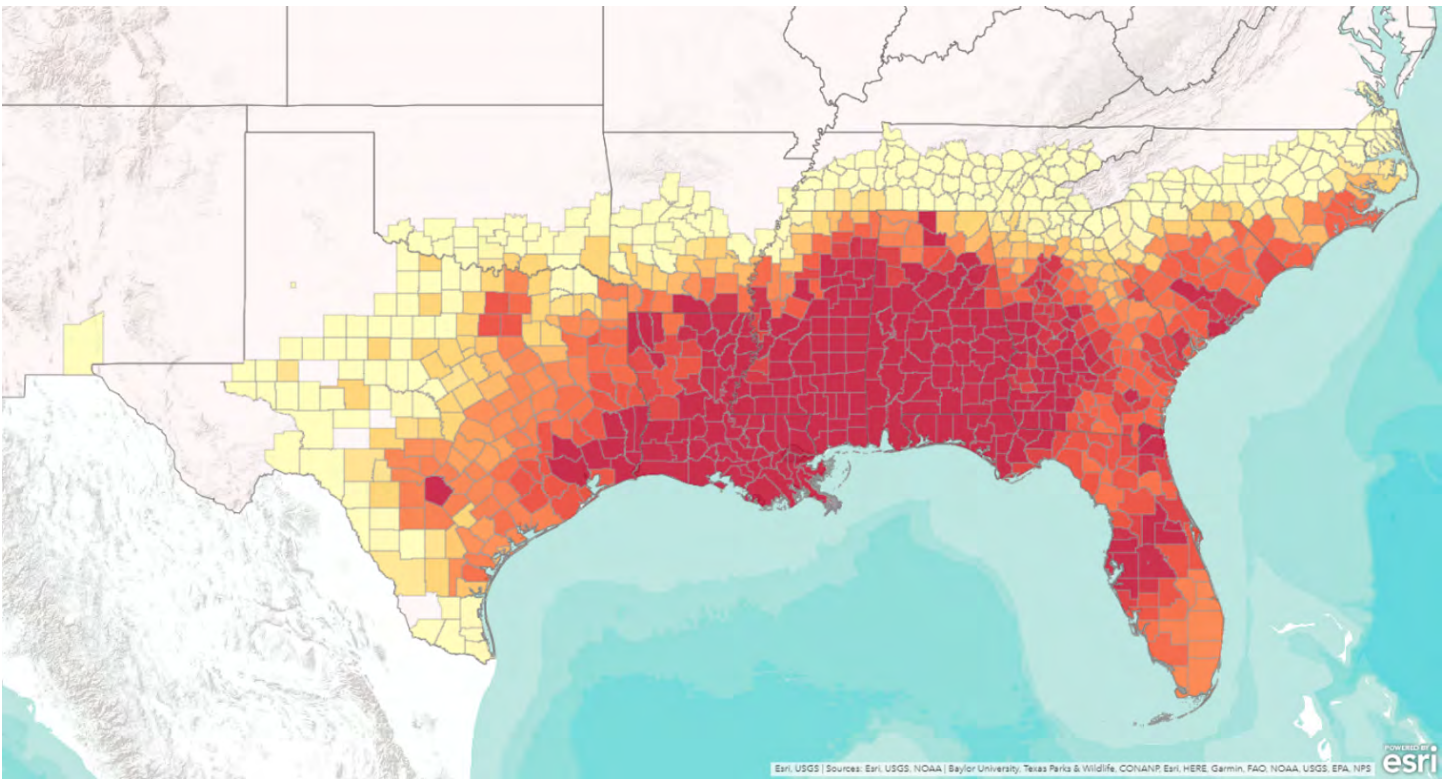 POWERED BY
esri
Esri, USGS | Sources: Esri, USGS, NOAA | Baylor University, Texas Parks & Wildlife, CONANP, Esri, HERE, Garmin, FAO, NOAA, USGS, EPA, NPS